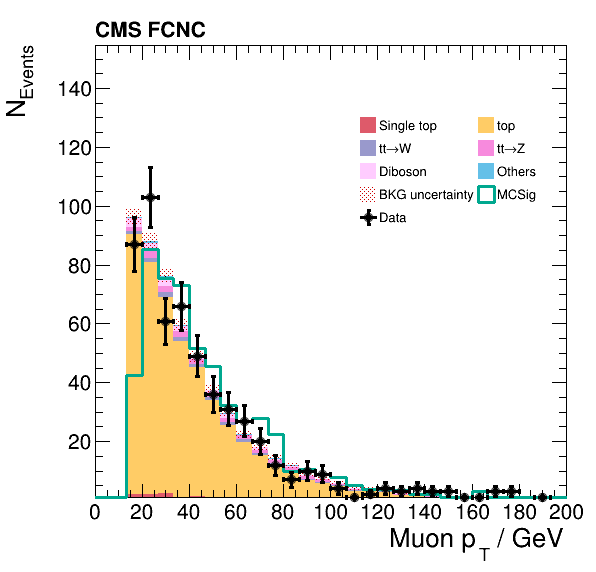 CMS FCNC
N_Events
140
120
100
80
60
40
20
Single top
top
tt→W
tt→Z
Diboson
Others
BKG uncertainty
MCSig
Data
0 20 40 60 80 100 120 140 160 180 200
Muon p_T / GeV